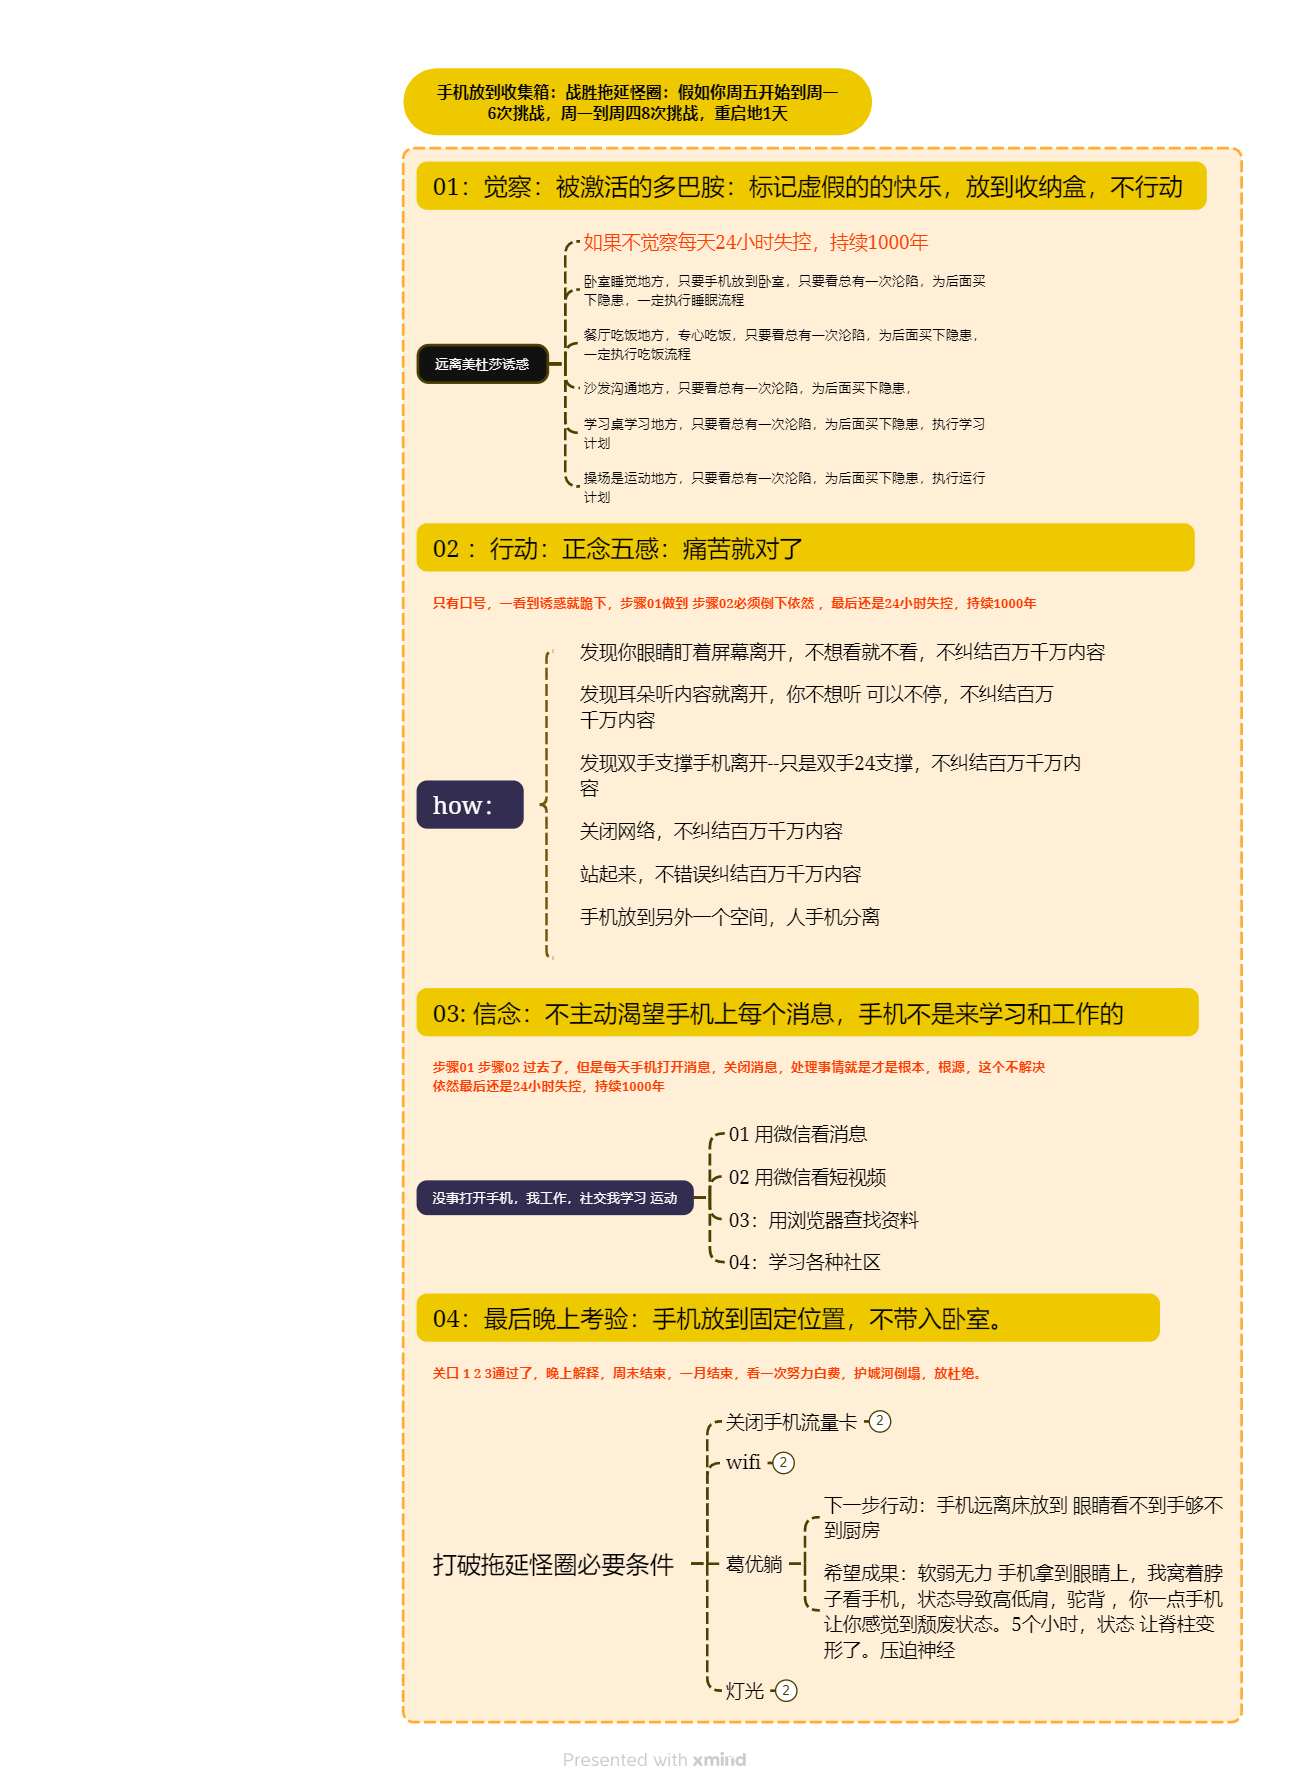 手机放到收集箱：战胜拖延怪圈：假如你周五开始到周一
6次挑战，周一到周四8次挑战，重启地1天
01：觉察：被激活的多巴胺：标记虚假的的快乐，放到收纳盒，不行动
如果不觉察每天24小时失控，持续1000年
卧室睡觉地方，只要手机放到卧室，只要看总有一次沦陷，为后面买
下隐患，一定执行睡眠流程
餐厅吃饭地方，专心吃饭，只要看总有一次沦陷，为后面买下隐患，
一定执行吃饭流程
远离美杜莎诱惑
沙发沟通地方，只要看总有一次沦陷，为后面买下隐患，
学习桌学习地方，只要看总有一次沦陷，为后面买下隐患，执行学习
计划
操场是运动地方，只要看总有一次沦陷，为后面买下隐患，执行运行
计划
02 ：行动：正念五感：痛苦就对了
只有口号，一看到诱惑就跪下，步骤01做到 步骤02必须倒下依然 ，最后还是24小时失控，持续1000年
发现你眼睛盯着屏幕离开，不想看就不看，不纠结百万千万内容
发现耳朵听内容就离开，你不想听 可以不停，不纠结百万
千万内容
发现双手支撑手机离开--只是双手24支撑，不纠结百万千万内
容
how：
关闭网络，不纠结百万千万内容
站起来，不错误纠结百万千万内容
手机放到另外一个空间，人手机分离
03: 信念：不主动渴望手机上每个消息，手机不是来学习和工作的
步骤01 步骤02 过去了，但是每天手机打开消息，关闭消息，处理事情就是才是根本，根源，这个不解决
依然最后还是24小时失控，持续1000年
01 用微信看消息
02 用微信看短视频
没事打开手机，我工作，社交我学习 运动
03：用浏览器查找资料
04：学习各种社区
04：最后晚上考验：手机放到固定位置，不带入卧室。
关口 1 2 3通过了，晚上解释，周末结束，一月结束，看一次努力白费，护城河倒塌，放杜绝。
关闭手机流量卡 2
wifi 2
下一步行动：手机远离床放到 眼睛看不到手够不
到厨房
打破拖延怪圈必要条件
葛优躺
希望成果：软弱无力 手机拿到眼睛上，我窝着脖
子看手机，状态导致高低肩，驼背 ，你一点手机
让你感觉到颓废状态。5个小时，状态 让脊柱变
形了。压迫神经
灯光 2
Presented with xmind